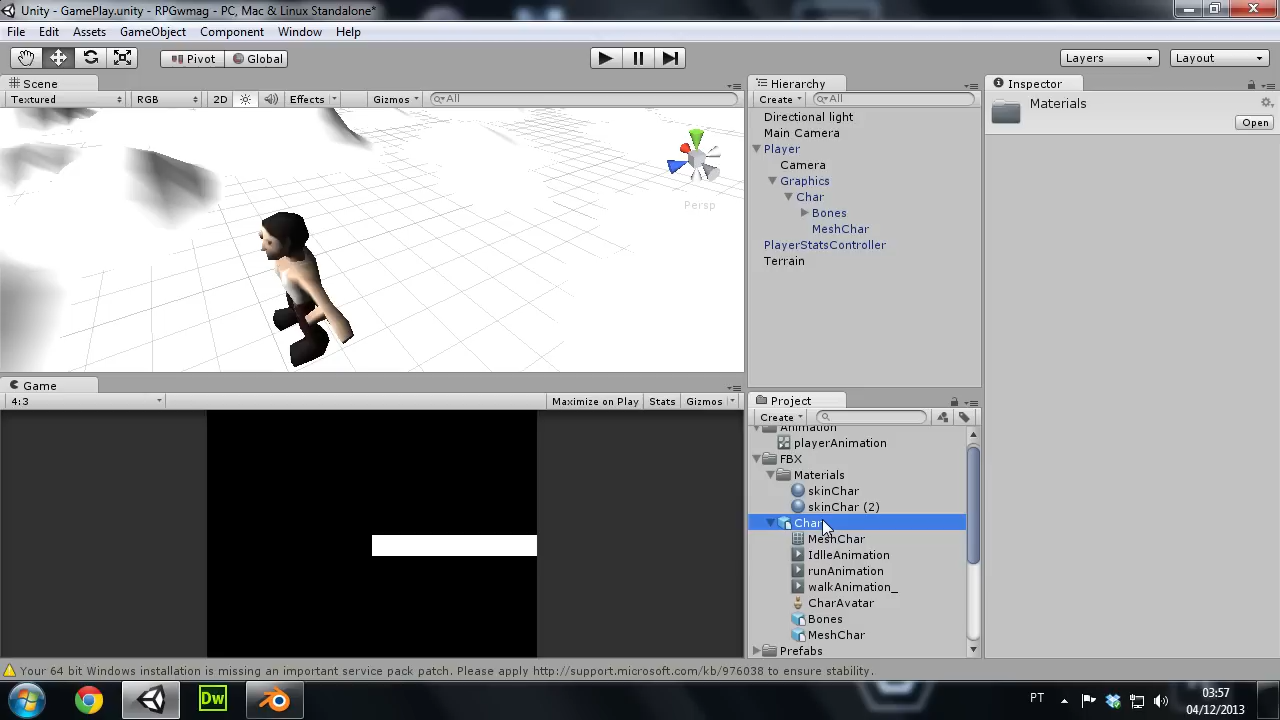 Unity - GamePlay.unity - RPGwmag - PC, Mac & Linux Standalone*
File Edit Assets GameObject Component Window Help
Pivot Global Layers Layout
Scene
Textured RGB 2D Effects Gizmos All
Persp
Game
4:3 Maximize on Play Stats Gizmos
Hierarchy
Create All
Directional light
Main Camera
Player
Camera
Graphics
Char
Bones
MeshChar
PlayerStatsController
Terrain
Project
Create
Animation
playerAnimation
FBX
Materials
skinChar
skinChar (2)
Char
MeshChar
IdlleAnimation
runAnimation
walkAnimation_
CharAvatar
Bones
MeshChar
Prefabs
Inspector
Materials
Open
Your 64 bit Windows installation is missing an important service pack patch. Please apply http://support.microsoft.com/kb/976038 to ensure stability.
Dw
PT
03:57
04/12/2013